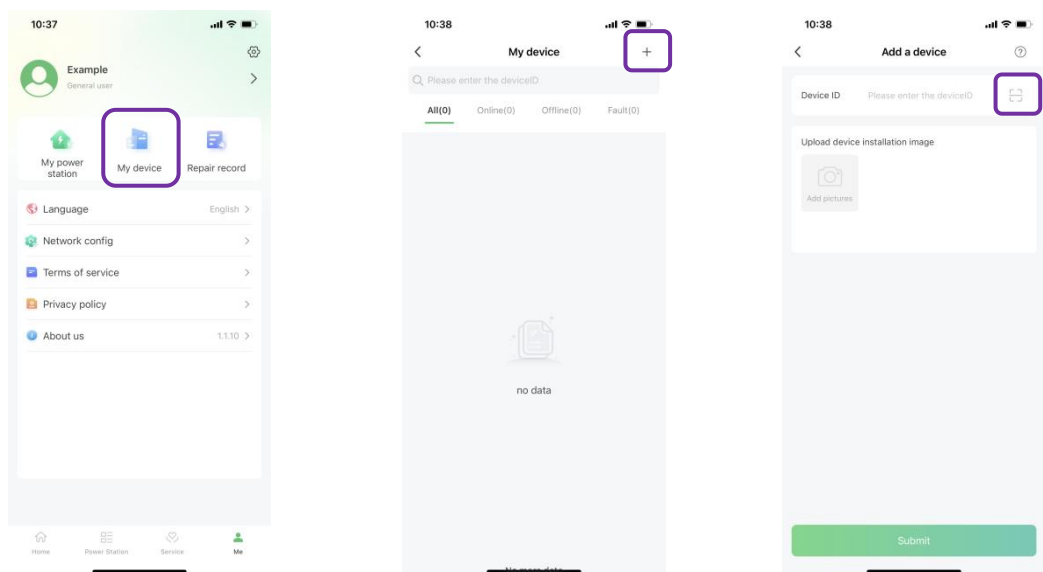 10:37
Example
General user
My power station
My device
Repair record
Language English
Network config
Terms of service
Privacy policy
About us 1.1.10
Home Power Station Service Me
10:38
My device
Please enter the deviceID
All(0) Online(0) Offline(0) Fault(0)
no data
No more data
10:38
Add a device
Device ID Please enter the deviceID
Upload device installation image
Add pictures
Submit